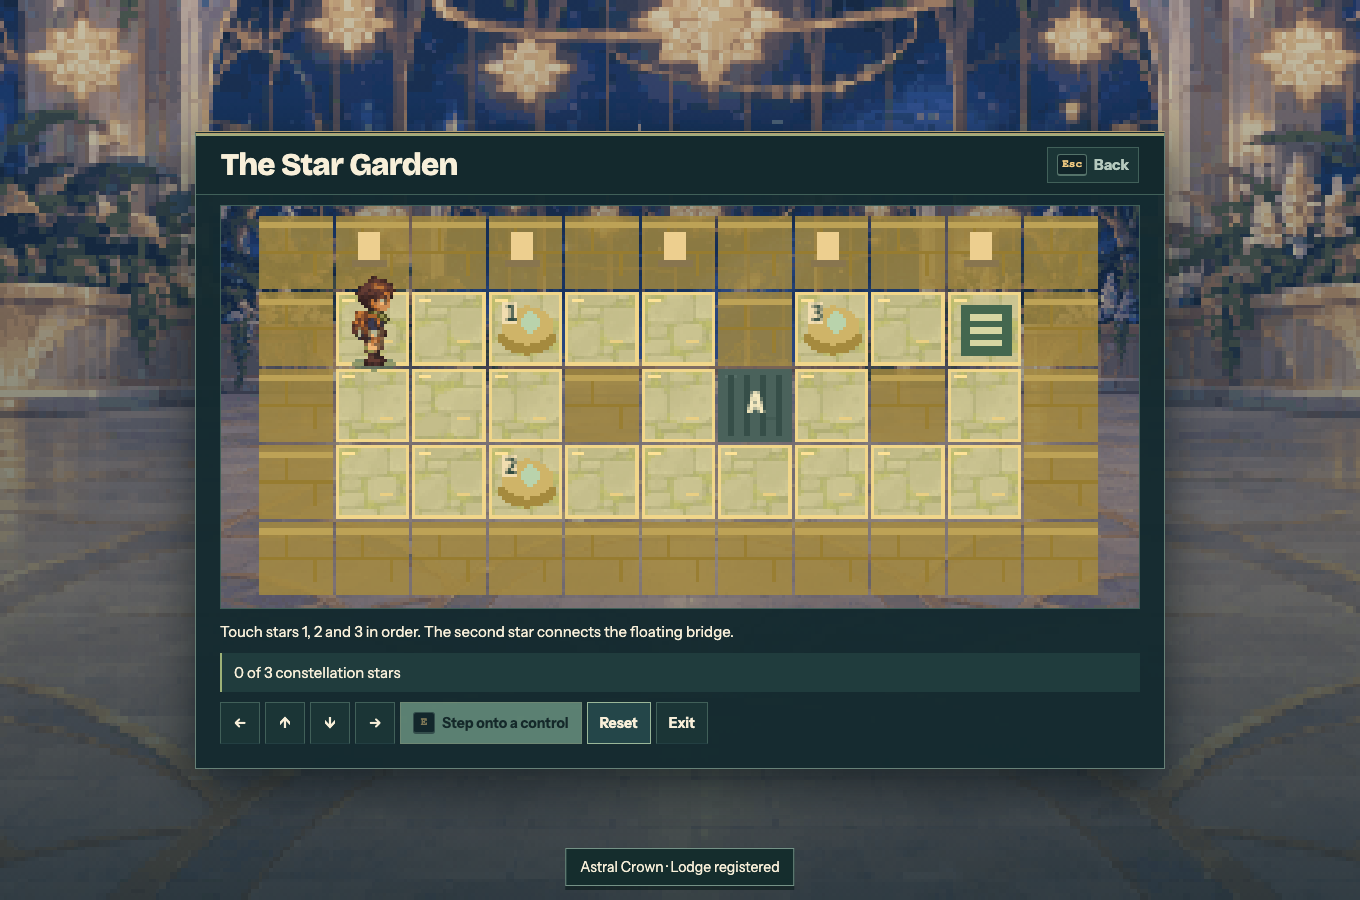 The Star Garden
Esc Back
1
3
A
2
Touch stars 1, 2 and 3 in order. The second star connects the floating bridge.
0 of 3 constellation stars
← ↑ ↓ → E Step onto a control Reset Exit
Astral Crown · Lodge registered